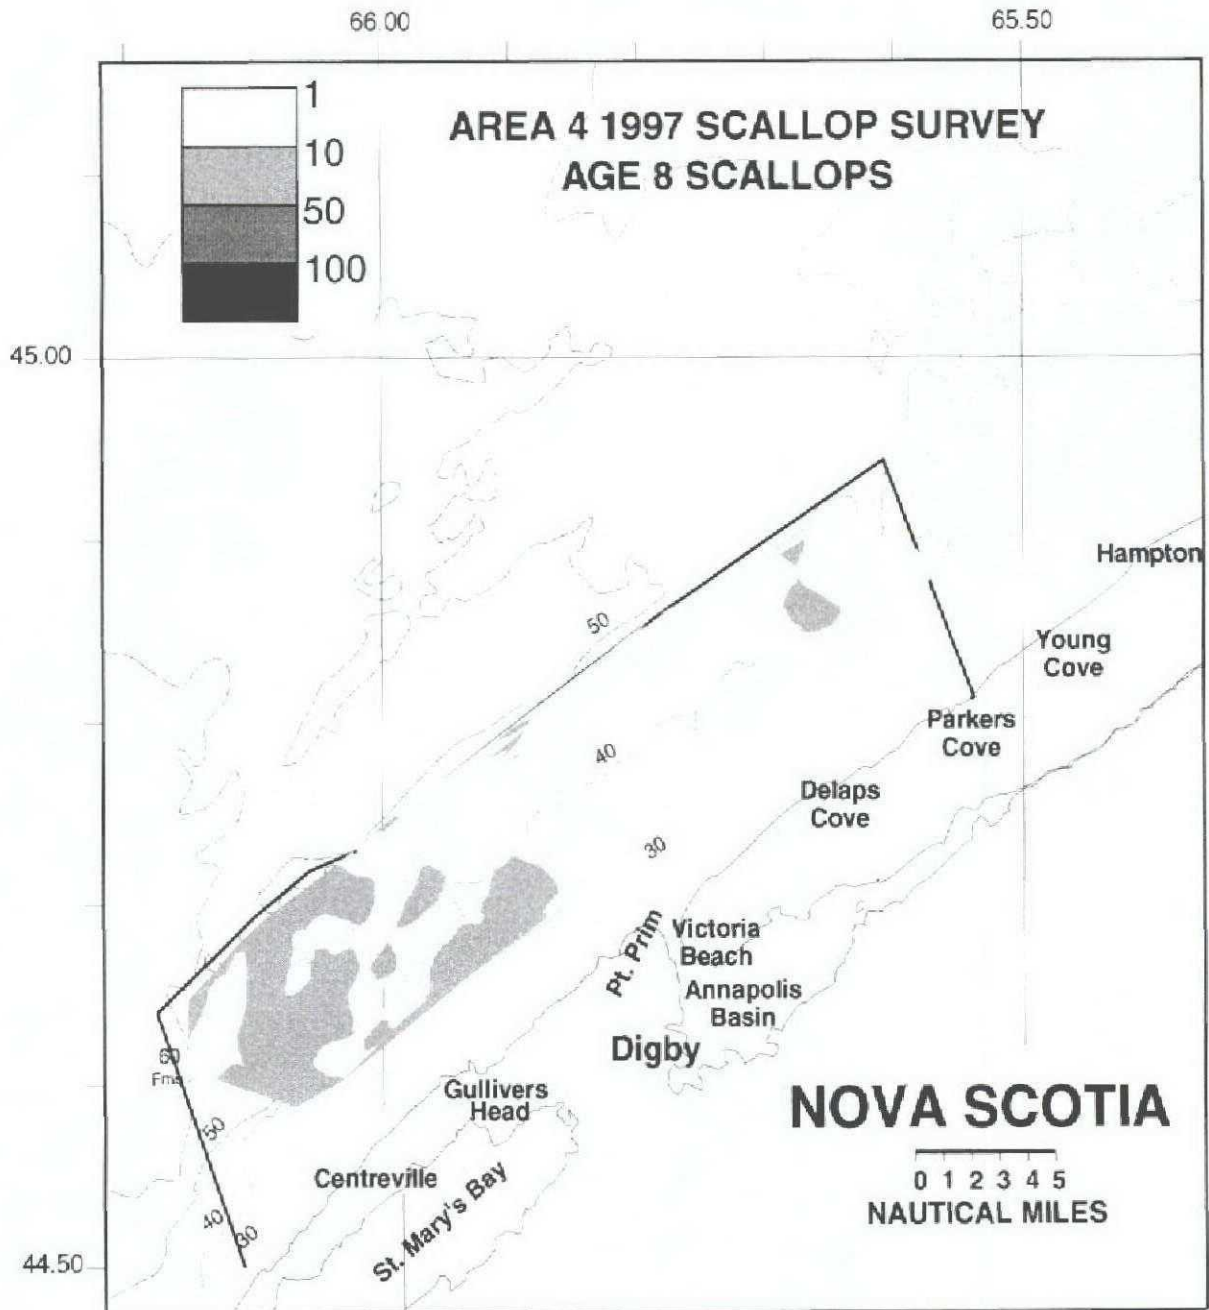 66.00
65.50
1
10
50
100
AREA 4 1997 SCALLOP SURVEY
AGE 8 SCALLOPS
45.00
Hampton
50
Young
Cove
Parkers
Cove
40
Delaps
Cove
30
Pt. Prim
Victoria
Beach
Annapolis
Basin
Digby
60
Fms
Gullivers
Head
NOVA SCOTIA
50
0 1 2 3 4 5
NAUTICAL MILES
Centreville
St. Mary's Bay
40
30
44.50